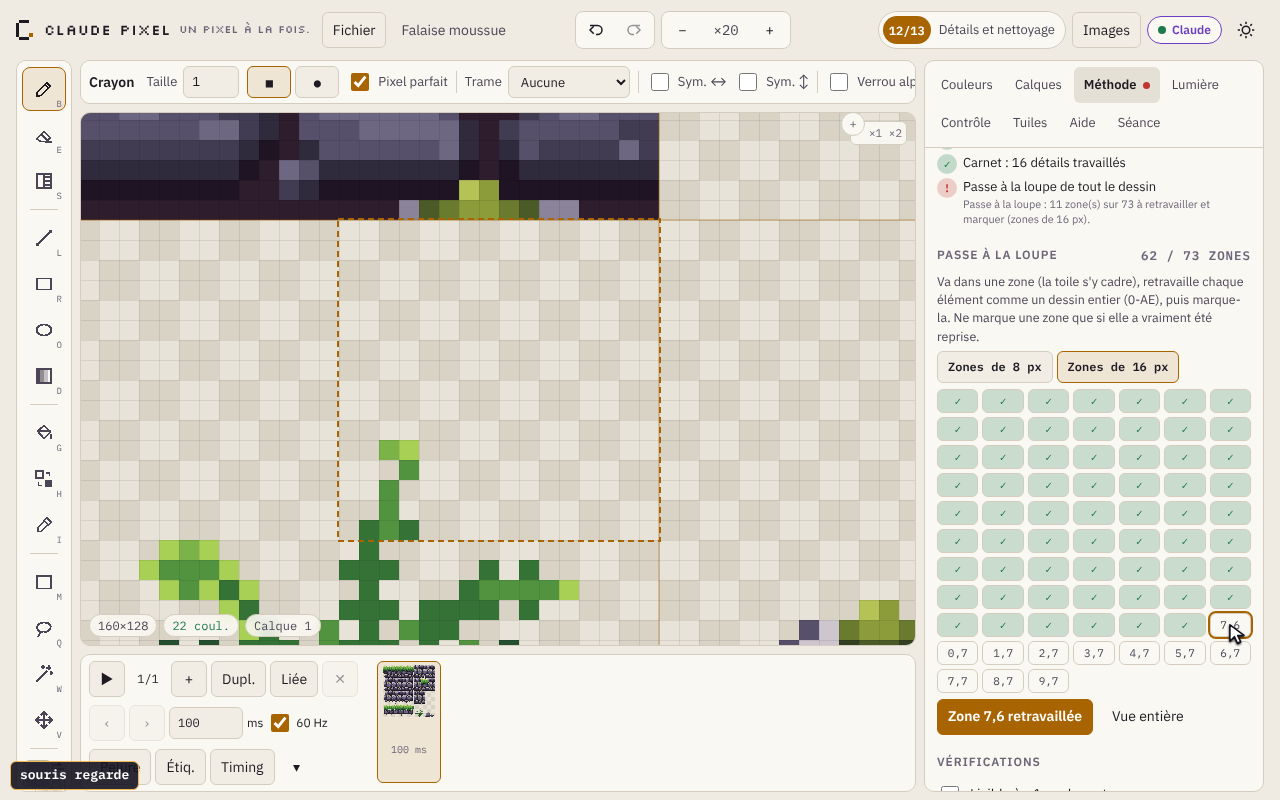 CLAUDE PIXEL UN PIXEL À LA FOIS. Fichier Falaise moussue − ×20 + 12/13 Détails et nettoyage Images Claude
Crayon Taille 1 Pixel parfait Trame Aucune Sym. ↔ Sym. ↕ Verrou alp
B
E
S
L
R
O
D
G
H
I
M
Q
W
V
+ ×1 ×2
160×128 22 coul. Calque 1
1/1 + Dupl. Liée ×
‹ › 100 ms 60 Hz
Étiq. Timing ▼
100 ms
souris regarde
Couleurs Calques Méthode Lumière
Contrôle Tuiles Aide Séance
✓ Carnet : 16 détails travaillés
! Passe à la loupe de tout le dessin
Passe à la loupe : 11 zone(s) sur 73 à retravailler et
marquer (zones de 16 px).
PASSE À LA LOUPE 62 / 73 ZONES
Va dans une zone (la toile s'y cadre), retravaille chaque
élément comme un dessin entier (0-AE), puis marque-
la. Ne marque une zone que si elle a vraiment été
reprise.
Zones de 8 px Zones de 16 px
✓ ✓ ✓ ✓ ✓ ✓ ✓
✓ ✓ ✓ ✓ ✓ ✓ ✓
✓ ✓ ✓ ✓ ✓ ✓ ✓
✓ ✓ ✓ ✓ ✓ ✓ ✓
✓ ✓ ✓ ✓ ✓ ✓ ✓
✓ ✓ ✓ ✓ ✓ ✓ ✓
✓ ✓ ✓ ✓ ✓ ✓ ✓
✓ ✓ ✓ ✓ ✓ ✓ 7,6
0,7 1,7 2,7 3,7 4,7 5,7 6,7
7,7 8,7 9,7
Zone 7,6 retravaillée Vue entière
VÉRIFICATIONS